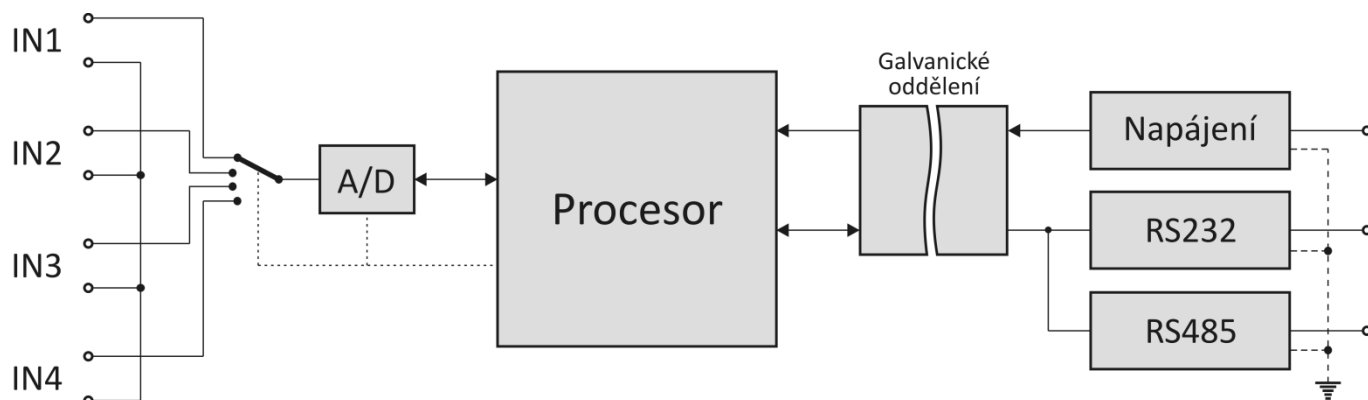 IN1
IN2
IN3
IN4
A/D
Procesor
Galvanické
oddělení
Napájení
RS232
RS485